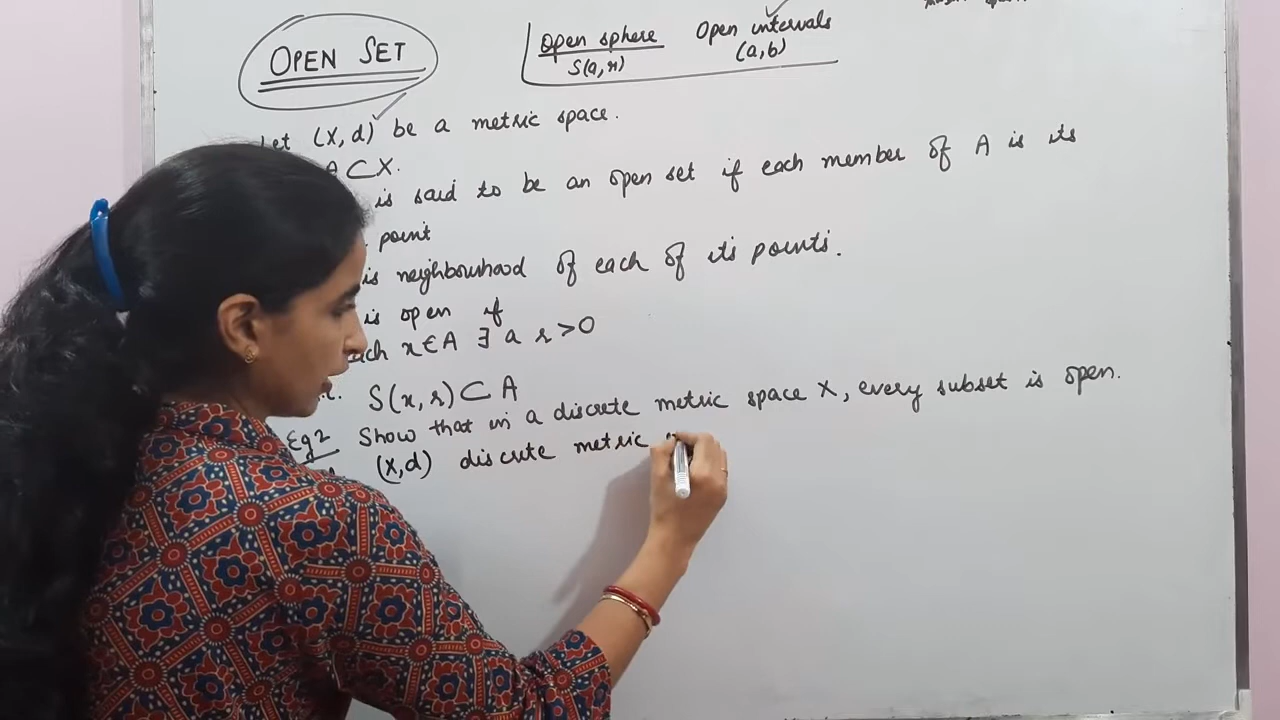 OPEN SET
Open sphere Open intervals
S(a,r) (a,b)
Let (X,d) be a metric space.
A⊂X.
is said to be an open set if each member of A is its
point
is neighbourhood of each of its points.
is open if
each x∈A ∃ a r>0
S(x,r)⊂A
Eg2 Show that in a discrete metric space X, every subset is open.
(X,d) discrete metric